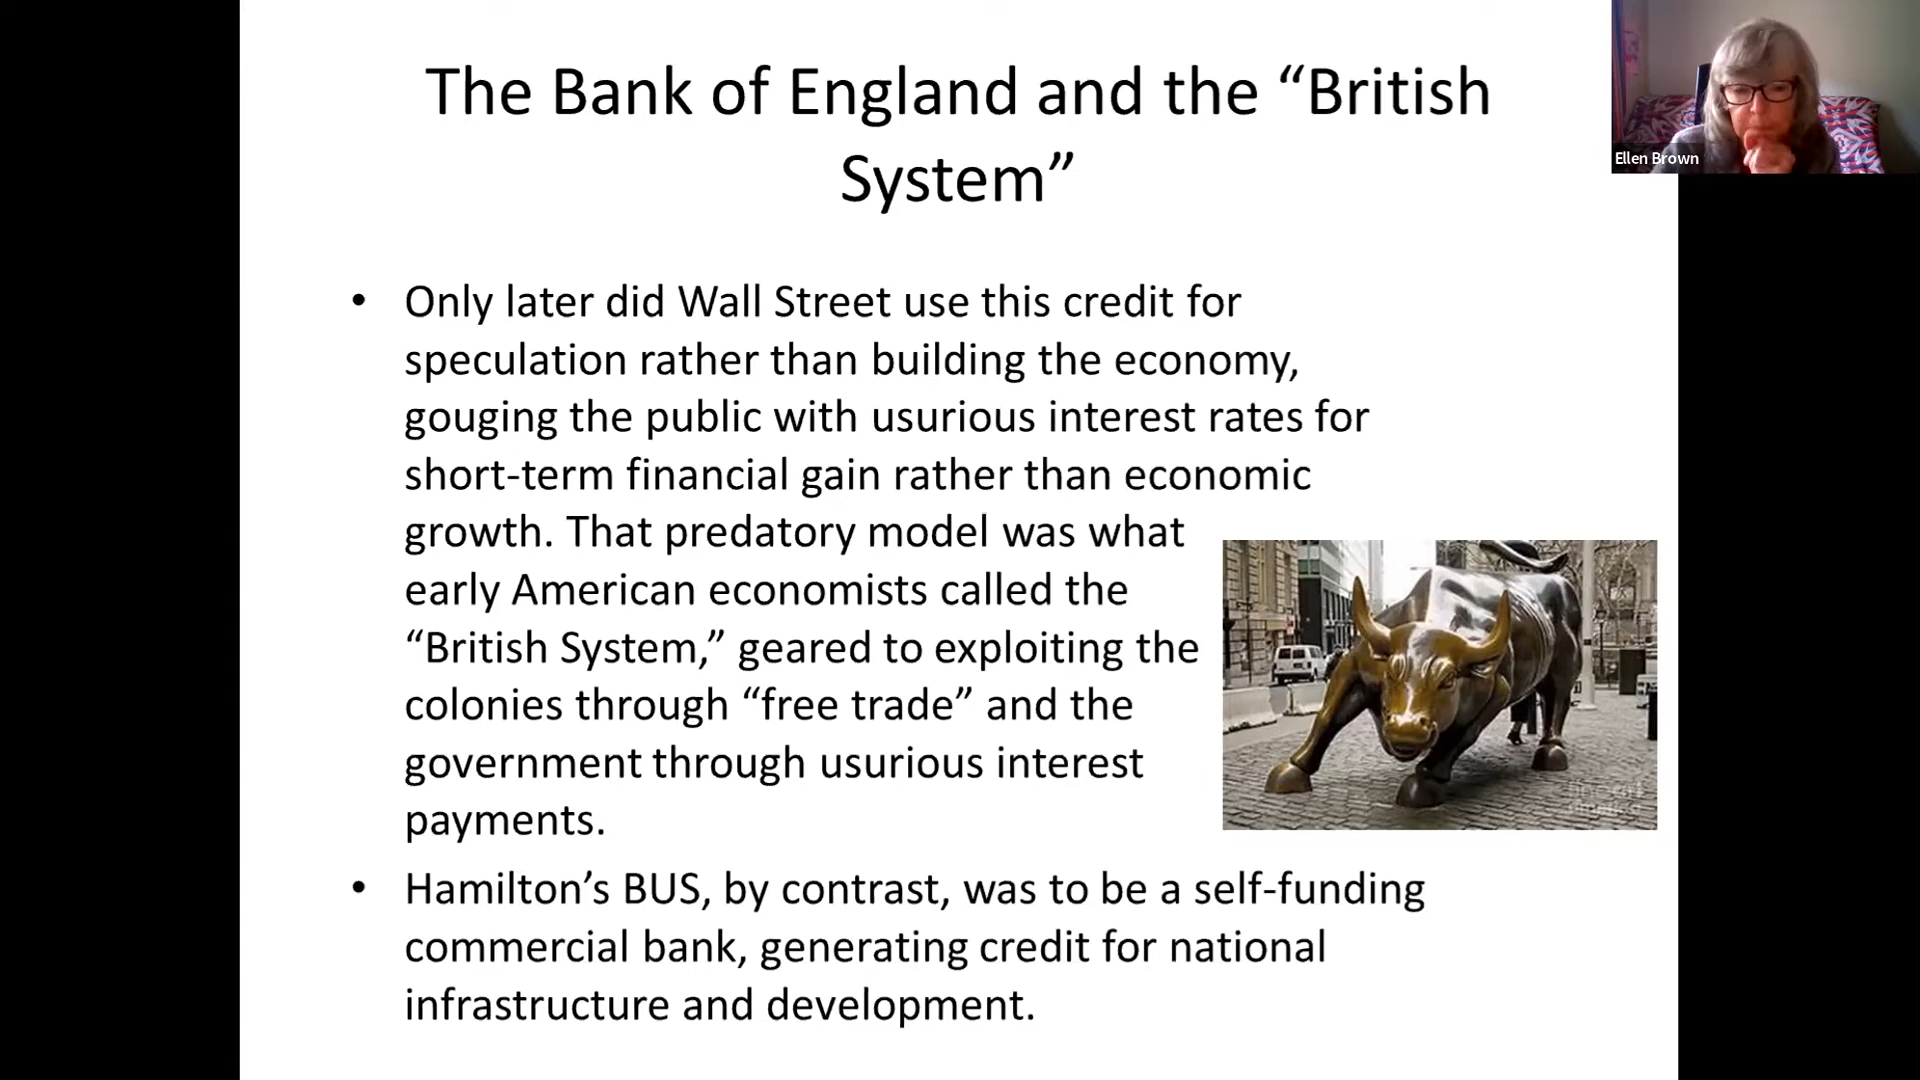 The Bank of England and the “British
System”
Ellen Brown
• Only later did Wall Street use this credit for
speculation rather than building the economy,
gouging the public with usurious interest rates for
short-term financial gain rather than economic
growth. That predatory model was what
early American economists called the
“British System,” geared to exploiting the
colonies through “free trade” and the
government through usurious interest
payments.
• Hamilton’s BUS, by contrast, was to be a self-funding
commercial bank, generating credit for national
infrastructure and development.